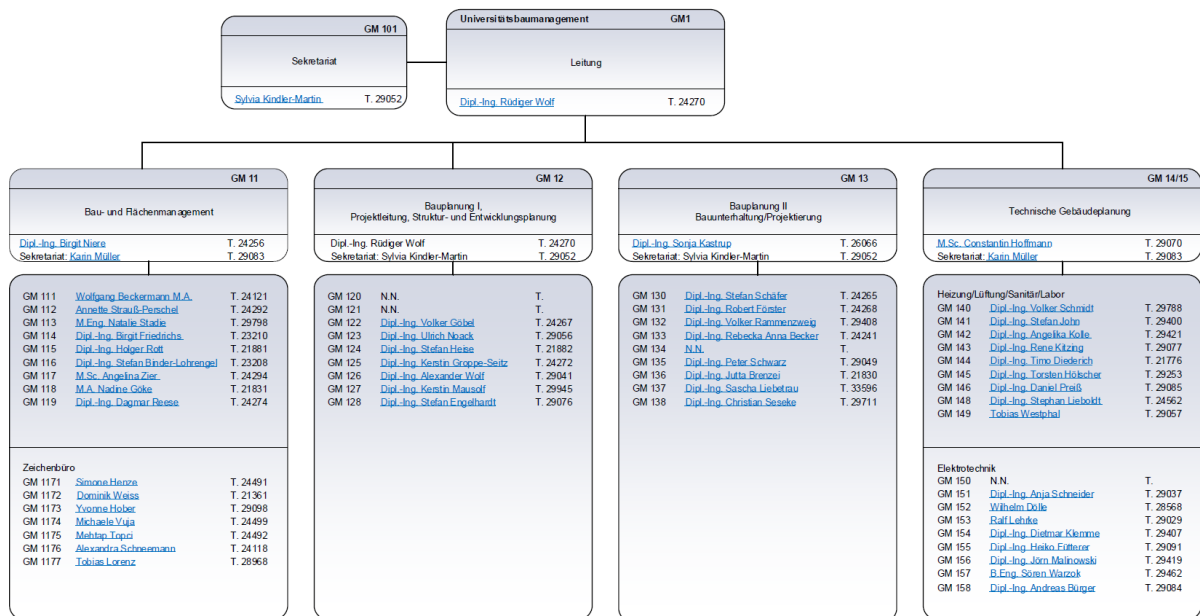 GM 101
Sekretariat
Sylvia Kindler-Martin T. 29052
Universitätsbaumanagement GM1
Leitung
Dipl.-Ing. Rüdiger Wolf T. 24270
GM 11
Bau- und Flächenmanagement
Dipl.-Ing. Birgit Niere T. 24256
Sekretariat: Karin Müller T. 29083
GM 111 Wolfgang Beckermann M.A. T. 24121
GM 112 Annette Strauß-Perschel T. 24292
GM 113 M.Eng. Natalie Stadie T. 29798
GM 114 Dipl.-Ing. Birgit Friedrichs T. 23210
GM 115 Dipl.-Ing. Holger Rott T. 21881
GM 116 Dipl.-Ing. Stefan Binder-Lohrengel T. 23208
GM 117 M.Sc. Angelina Zier T. 24294
GM 118 M.A. Nadine Göke T. 21831
GM 119 Dipl.-Ing. Dagmar Reese T. 24274
Zeichenbüro
GM 1171 Simone Henze T. 24491
GM 1172 Dominik Weiss T. 21361
GM 1173 Yvonne Hober T. 29098
GM 1174 Michaele Vuja T. 24499
GM 1175 Mehtap Topci T. 24492
GM 1176 Alexandra Schneemann T. 24118
GM 1177 Tobias Lorenz T. 28968
GM 12
Bauplanung I,
Projektleitung, Struktur- und Entwicklungsplanung
Dipl.-Ing. Rüdiger Wolf T. 24270
Sekretariat: Sylvia Kindler-Martin T. 29052
GM 120 N.N. T.
GM 121 N.N. T.
GM 122 Dipl.-Ing. Volker Göbel T. 24267
GM 123 Dipl.-Ing. Ulrich Noack T. 29056
GM 124 Dipl.-Ing. Stefan Heise T. 21882
GM 125 Dipl.-Ing. Kerstin Groppe-Seitz T. 24272
GM 126 Dipl.-Ing. Alexander Wolf T. 29041
GM 127 Dipl.-Ing. Kerstin Mausolf T. 29945
GM 128 Dipl.-Ing. Stefan Engelhardt T. 29076
GM 13
Bauplanung II
Bauunterhaltung/Projektierung
Dipl.-Ing. Sonja Kastrup T. 26066
Sekretariat: Sylvia Kindler-Martin T. 29052
GM 130 Dipl.-Ing. Stefan Schäfer T. 24265
GM 131 Dipl.-Ing. Robert Förster T. 24268
GM 132 Dipl.-Ing. Volker Rammenzweig T. 29408
GM 133 Dipl.-Ing. Rebecka Anna Becker T. 24241
GM 134 N.N. T.
GM 135 Dipl.-Ing. Peter Schwarz T. 29049
GM 136 Dipl.-Ing. Jutta Brenzei T. 21830
GM 137 Dipl.-Ing. Sascha Liebetrau T. 33596
GM 138 Dipl.-Ing. Christian Seseke T. 29711
GM 14/15
Technische Gebäudeplanung
M.Sc. Constantin Hoffmann T. 29070
Sekretariat: Karin Müller T. 29083
Heizung/Lüftung/Sanitär/Labor
GM 140 Dipl.-Ing. Volker Schmidt T. 29788
GM 141 Dipl.-Ing. Stefan John T. 29400
GM 142 Dipl.-Ing. Angelika Kolle T. 29421
GM 143 Dipl.-Ing. Rene Kitzing T. 29077
GM 144 Dipl.-Ing. Timo Diederich T. 21776
GM 145 Dipl.-Ing. Torsten Hölscher T. 29253
GM 146 Dipl.-Ing. Daniel Preiß T. 29085
GM 148 Dipl.-Ing. Stephan Lieboldt T. 24562
GM 149 Tobias Westphal T. 29057
Elektrotechnik
GM 150 N.N. T.
GM 151 Dipl.-Ing. Anja Schneider T. 29037
GM 152 Wilhelm Dölle T. 28568
GM 153 Ralf Lehrke T. 29029
GM 154 Dipl.-Ing. Dietmar Klemme T. 29407
GM 155 Dipl.-Ing. Heiko Fütterer T. 29091
GM 156 Dipl.-Ing. Jörn Malinowski T. 29419
GM 157 B.Eng. Sören Warzok T. 29462
GM 158 Dipl.-Ing. Andreas Bürger T. 29084